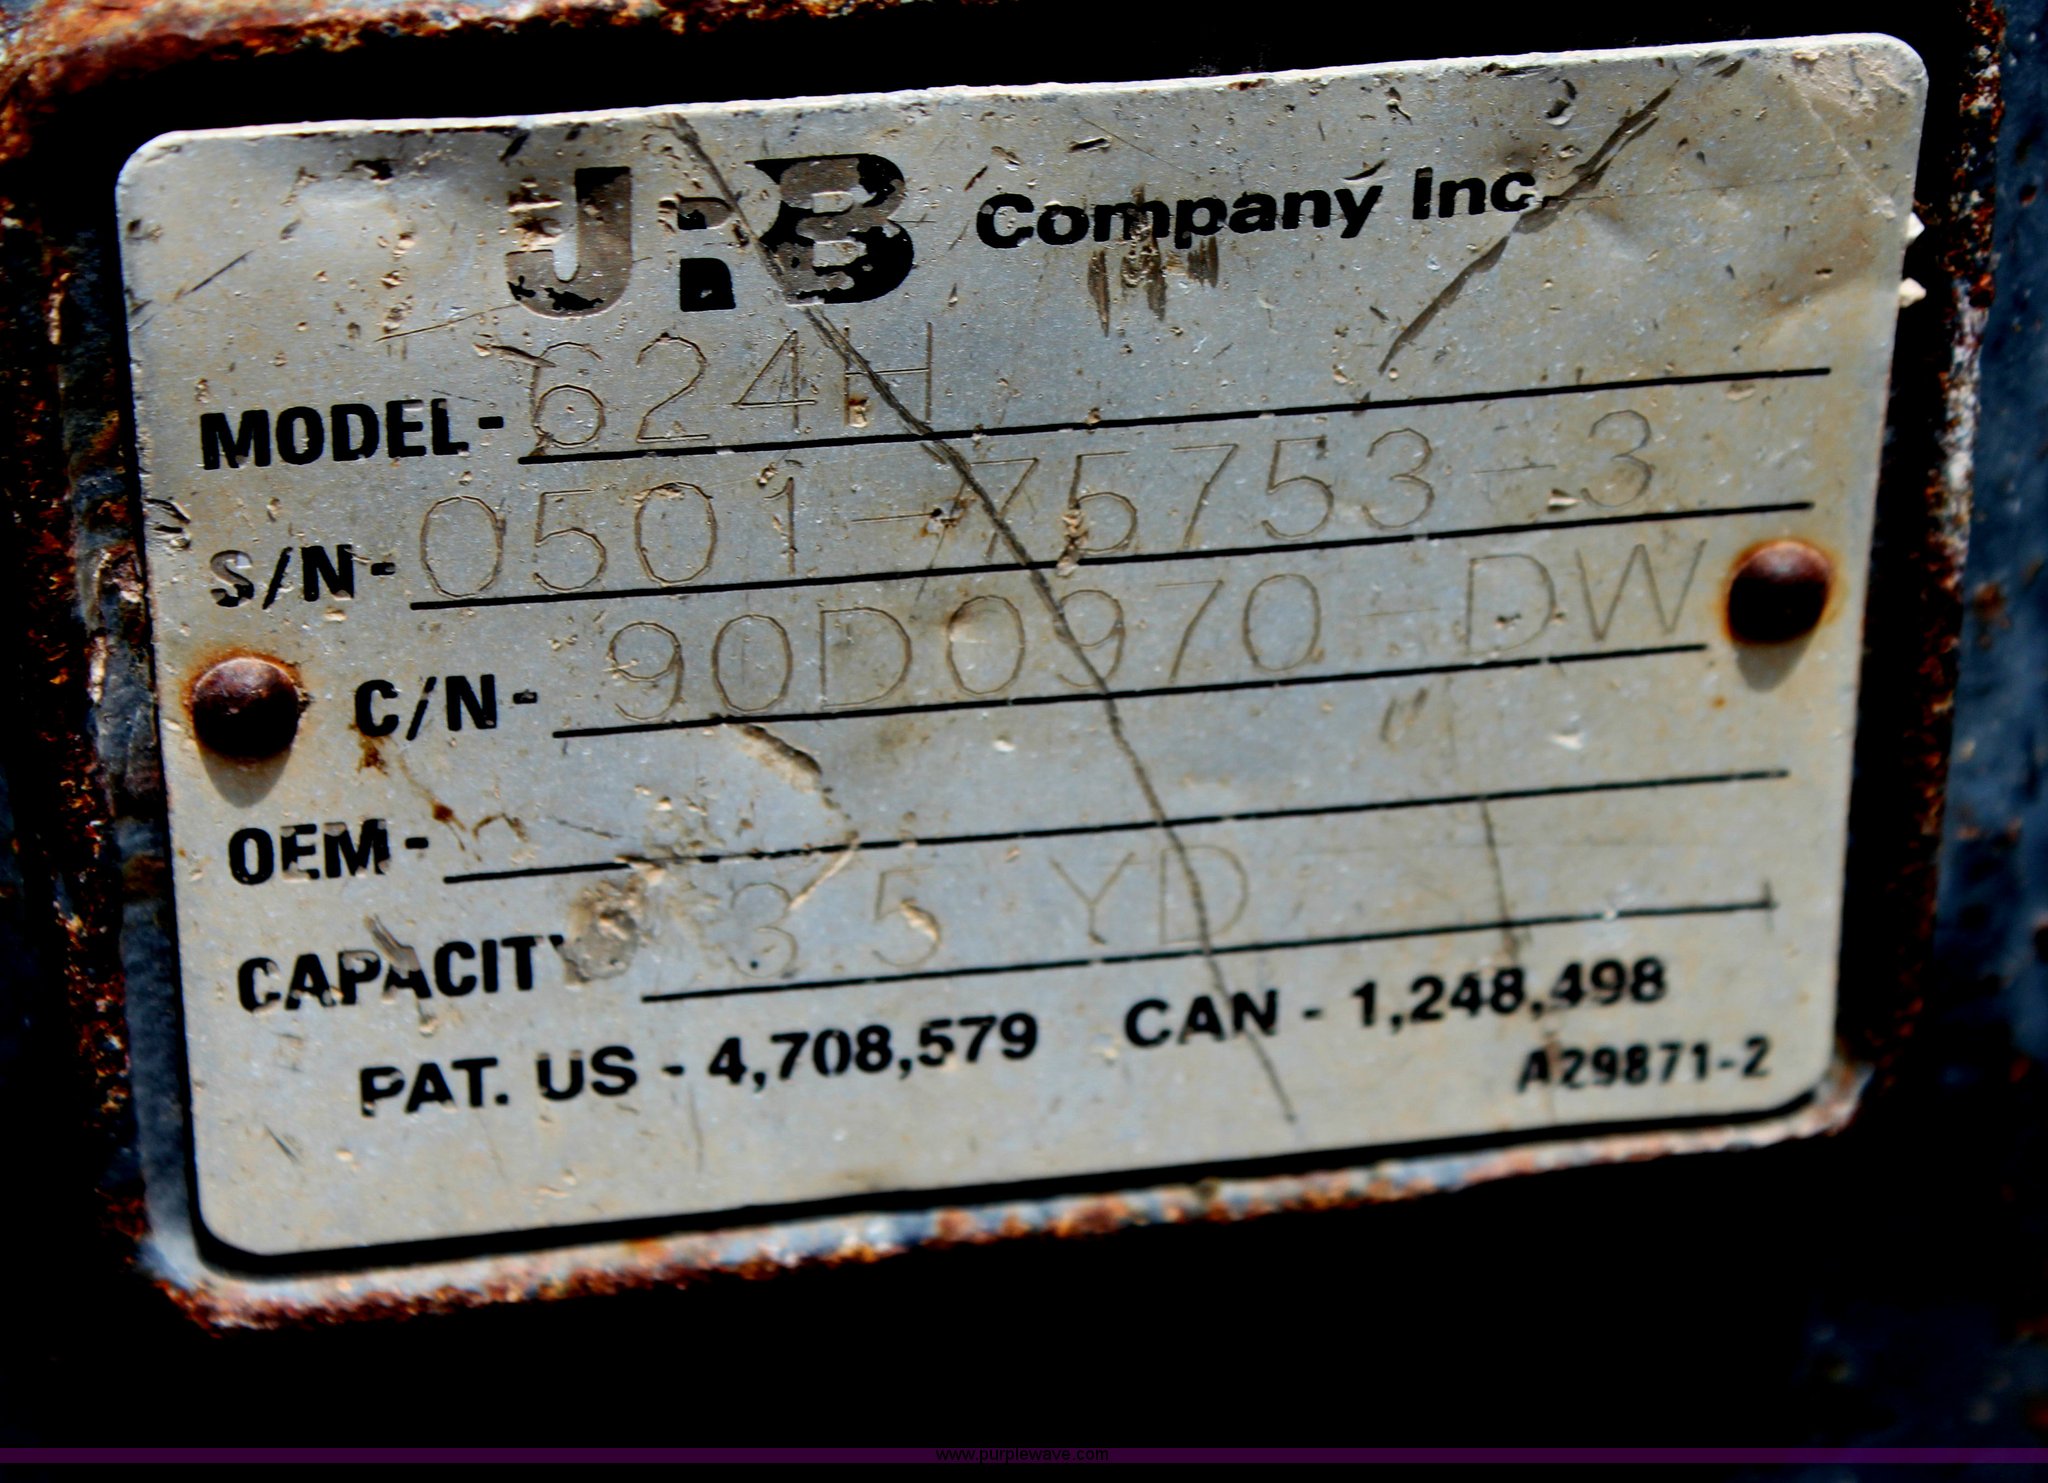 JRB Company Inc.
MODEL- 624H
S/N- 0501-75753-3
C/N- 90D0970-DW
OEM-
CAPACITY 3 5 YD
PAT. US - 4,708,579 CAN - 1,248,498
A29871-2
www.purplewave.com